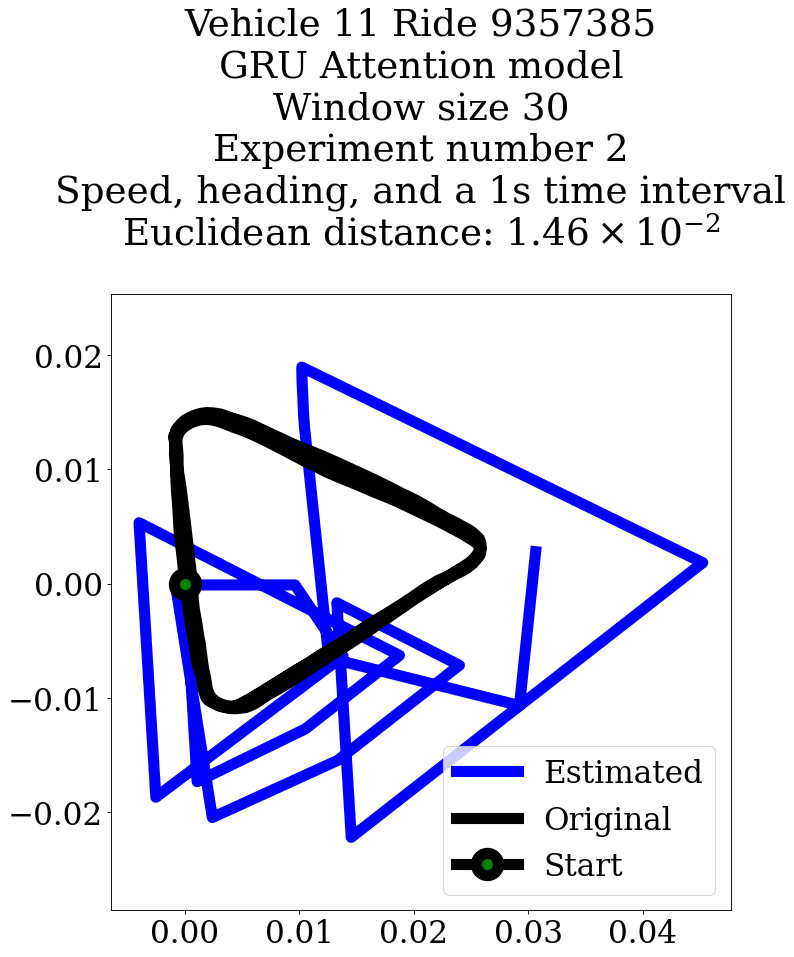 Vehicle 11 Ride 9357385
GRU Attention model
Window size 30
Experiment number 2
Speed, heading, and a 1s time interval
Euclidean distance: 1.46 × 10⁻²
0.02
0.01
0.00
−0.01
−0.02
Estimated
Original
Start
0.00 0.01 0.02 0.03 0.04